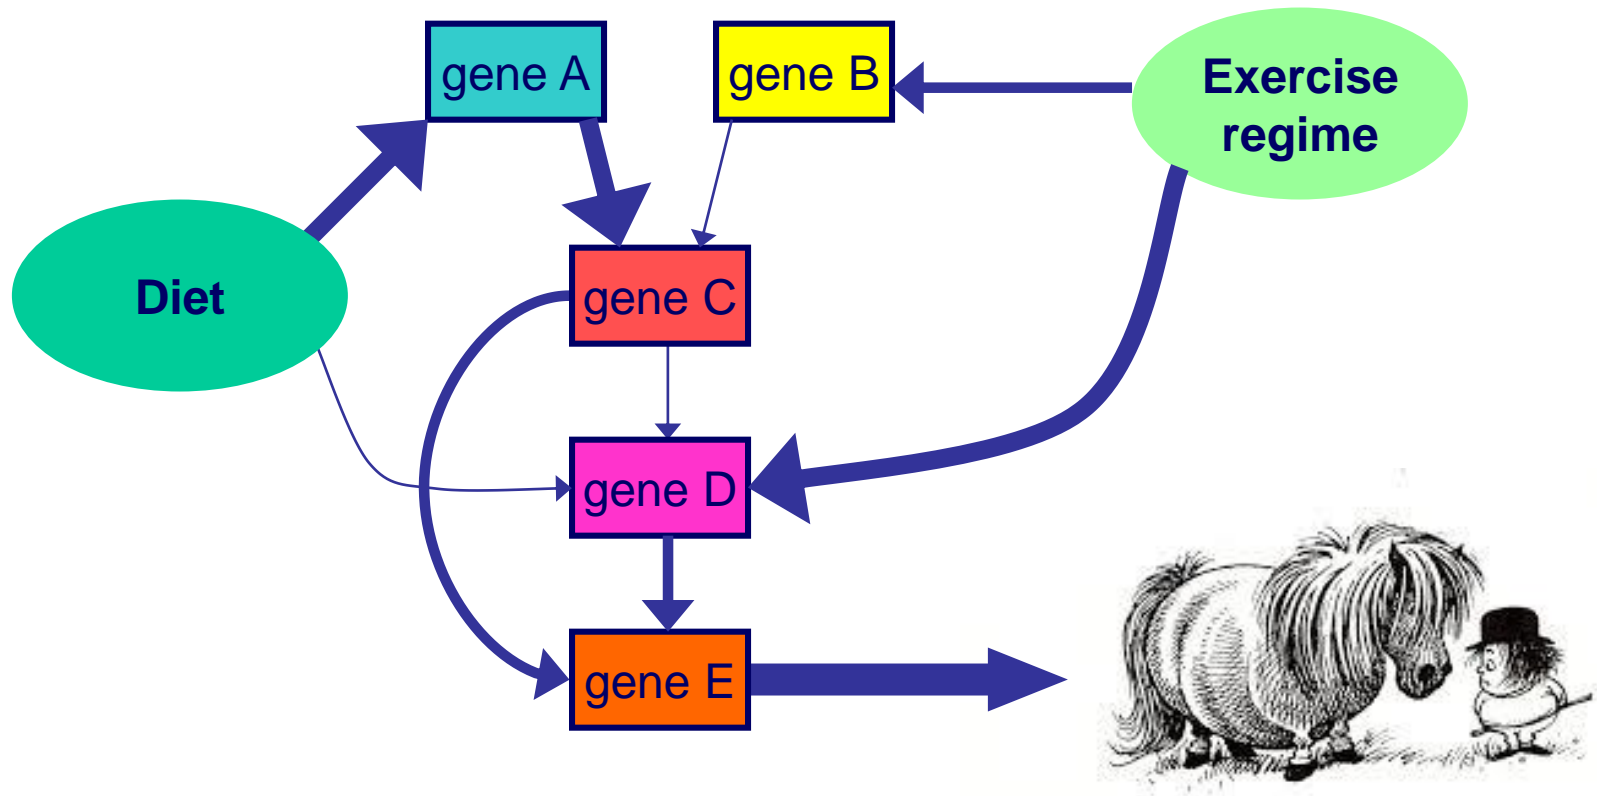 gene A
gene B
Exercise
regime
Diet
gene C
gene D
gene E